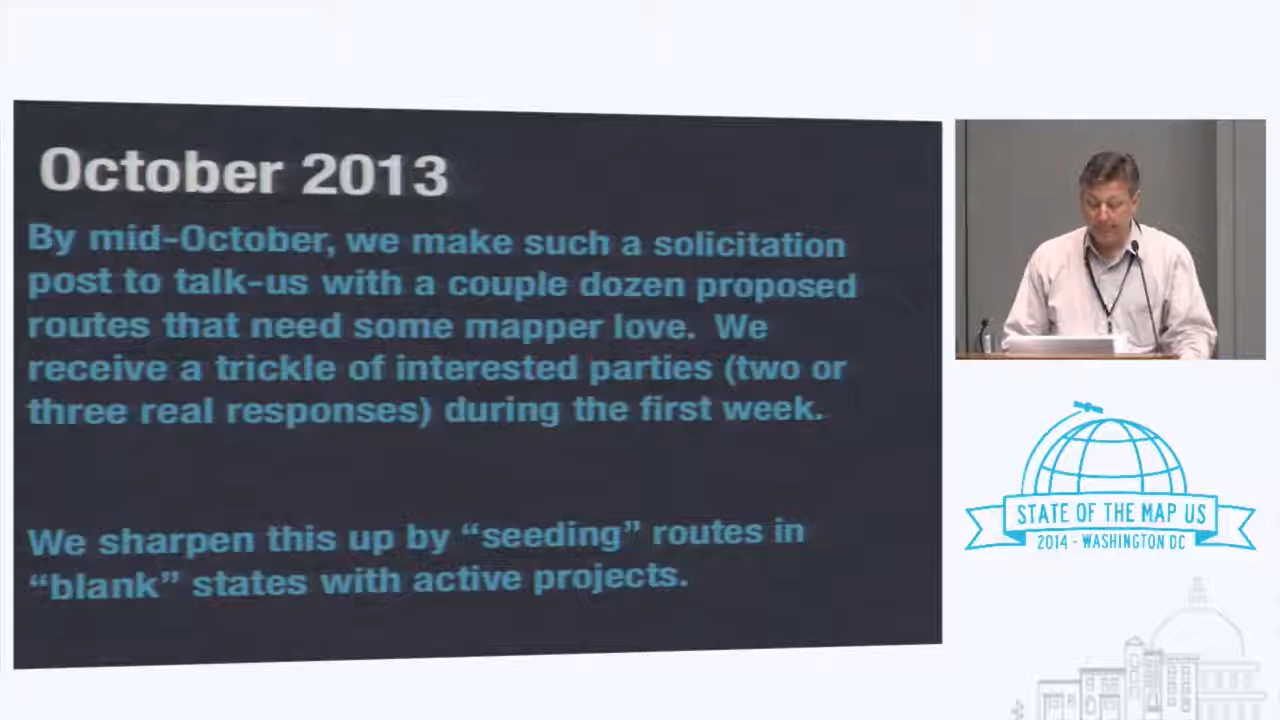 October 2013
By mid-October, we make such a solicitation
post to talk-us with a couple dozen proposed
routes that need some mapper love. We
receive a trickle of interested parties (two or
three real responses) during the first week.
We sharpen this up by “seeding” routes in
“blank” states with active projects.
STATE OF THE MAP US
2014 - WASHINGTON DC